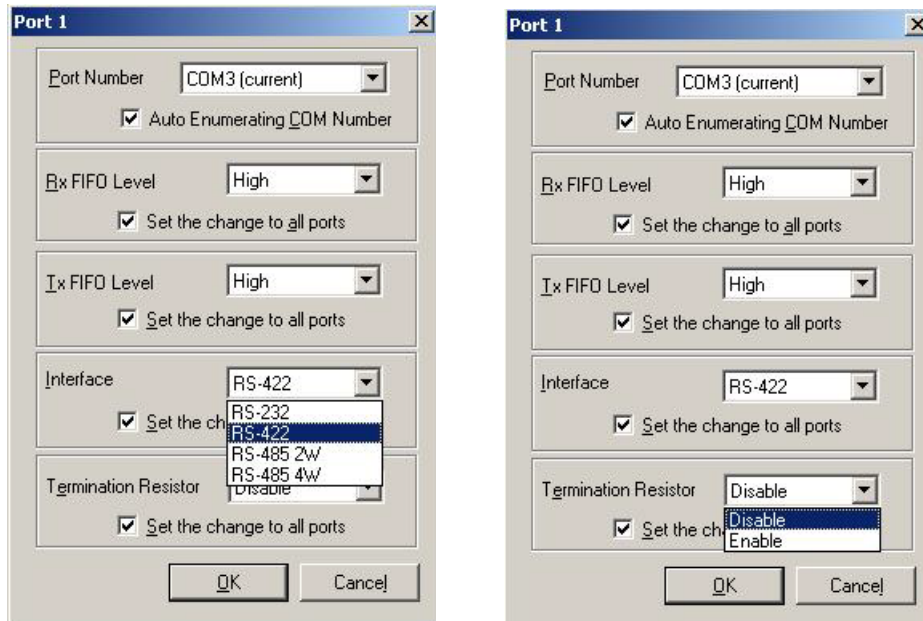 Port 1
Port Number
COM3 (current)
Auto Enumerating COM Number
Rx FIFO Level
High
Set the change to all ports
Tx FIFO Level
High
Set the change to all ports
Interface
RS-422
RS-232
RS-422
RS-485 2W
RS-485 4W
Set the ch
Termination Resistor
Disable
Set the change to all ports
OK
Cancel
Port 1
Port Number
COM3 (current)
Auto Enumerating COM Number
Rx FIFO Level
High
Set the change to all ports
Tx FIFO Level
High
Set the change to all ports
Interface
RS-422
Set the change to all ports
Termination Resistor
Disable
Disable
Enable
Set the ch
OK
Cancel